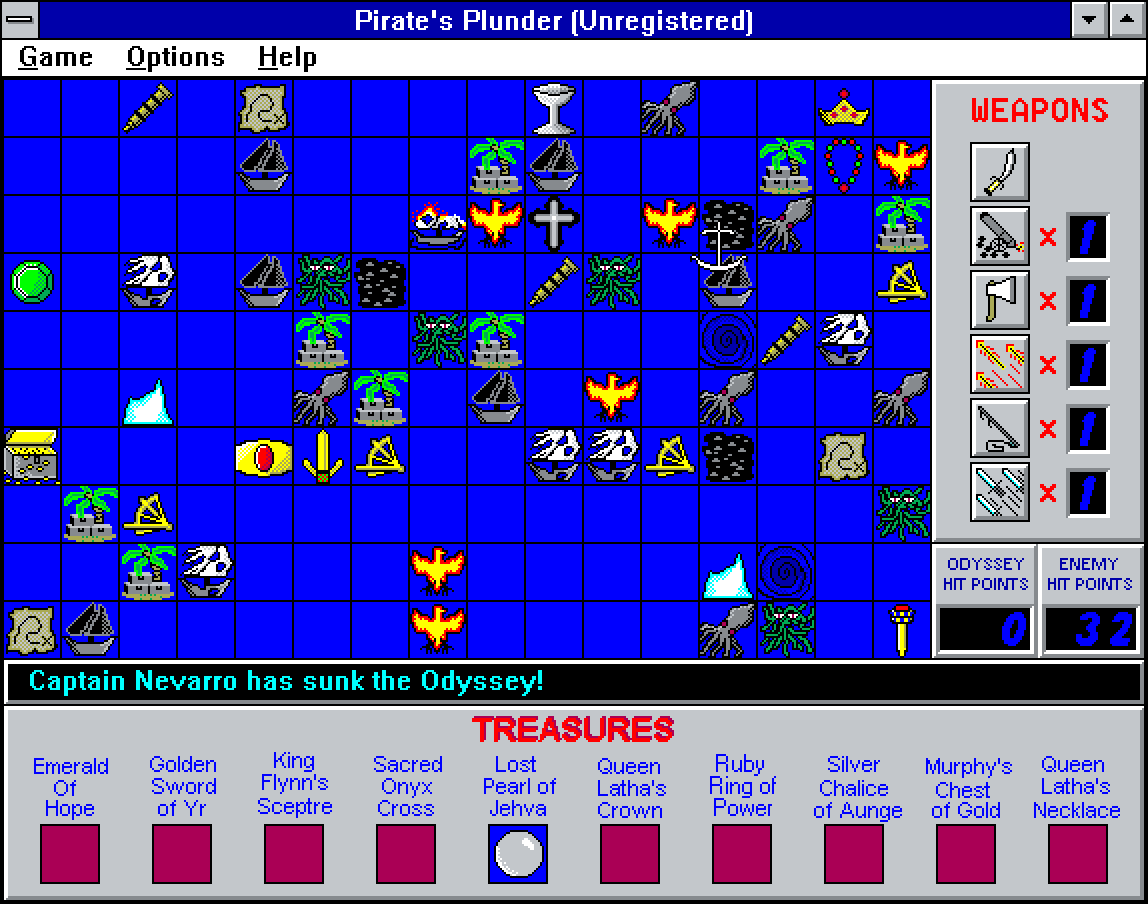 Pirate's Plunder (Unregistered)
Game Options Help
WEAPONS
× 1
× 1
× 1
× 1
× 1
ODYSSEY HIT POINTS
0
ENEMY HIT POINTS
32
Captain Nevarro has sunk the Odyssey!
TREASURES
Emerald
Of
Hope
Golden
Sword
of Yr
King
Flynn's
Sceptre
Sacred
Onyx
Cross
Lost
Pearl of
Jehva
Queen
Latha's
Crown
Ruby
Ring of
Power
Silver
Chalice
of Aunge
Murphy's
Chest
of Gold
Queen
Latha's
Necklace